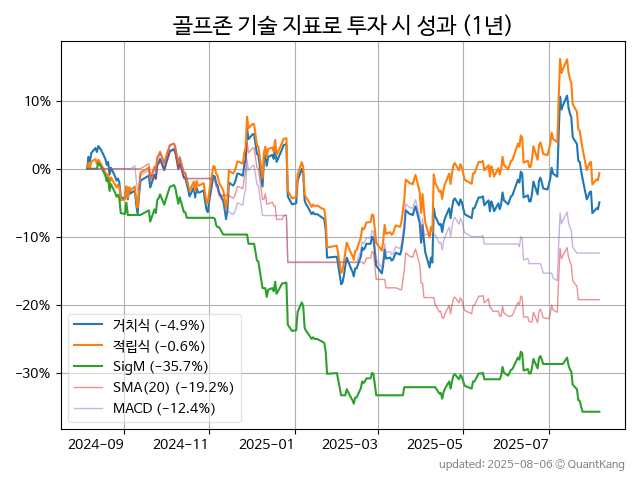 골프존 기술 지표로 투자 시 성과 (1년)
10%
0%
−10%
−20%
−30%
거치식 (−4.9%)
적립식 (−0.6%)
SigM (−35.7%)
SMA(20) (−19.2%)
MACD (−12.4%)
2024-09 2024-11 2025-01 2025-03 2025-05 2025-07
updated: 2025-08-06 © QuantKang